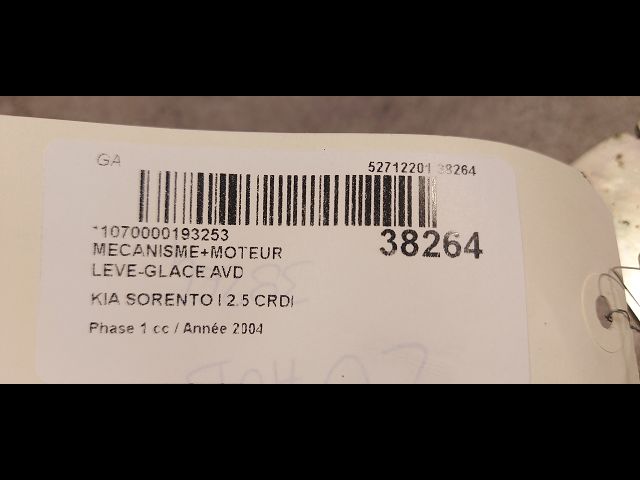 GA
52712201 38264
*1070000193253
38264
MECANISME+MOTEUR
LEVE-GLACE AVD
KIA SORENTO I 2.5 CRDI
Phase 1 cc / Année 2004